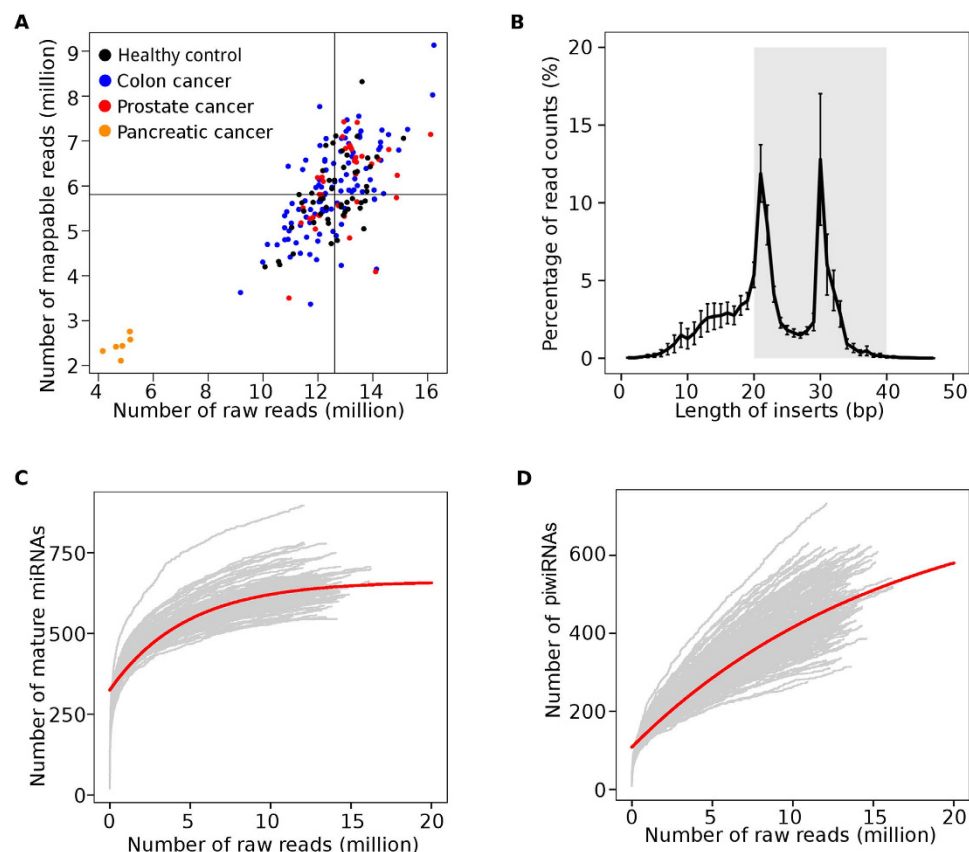 A
Number of mappable reads (million)
9
8
7
6
5
4
3
2
Healthy control
Colon cancer
Prostate cancer
Pancreatic cancer
4 6 8 10 12 14 16
Number of raw reads (million)
B
Percentage of read counts (%)
20
15
10
5
0
0 10 20 30 40 50
Length of inserts (bp)
C
Number of mature miRNAs
750
500
250
0
0 5 10 15 20
Number of raw reads (million)
D
Number of piwiRNAs
600
400
200
0
0 5 10 15 20
Number of raw reads (million)